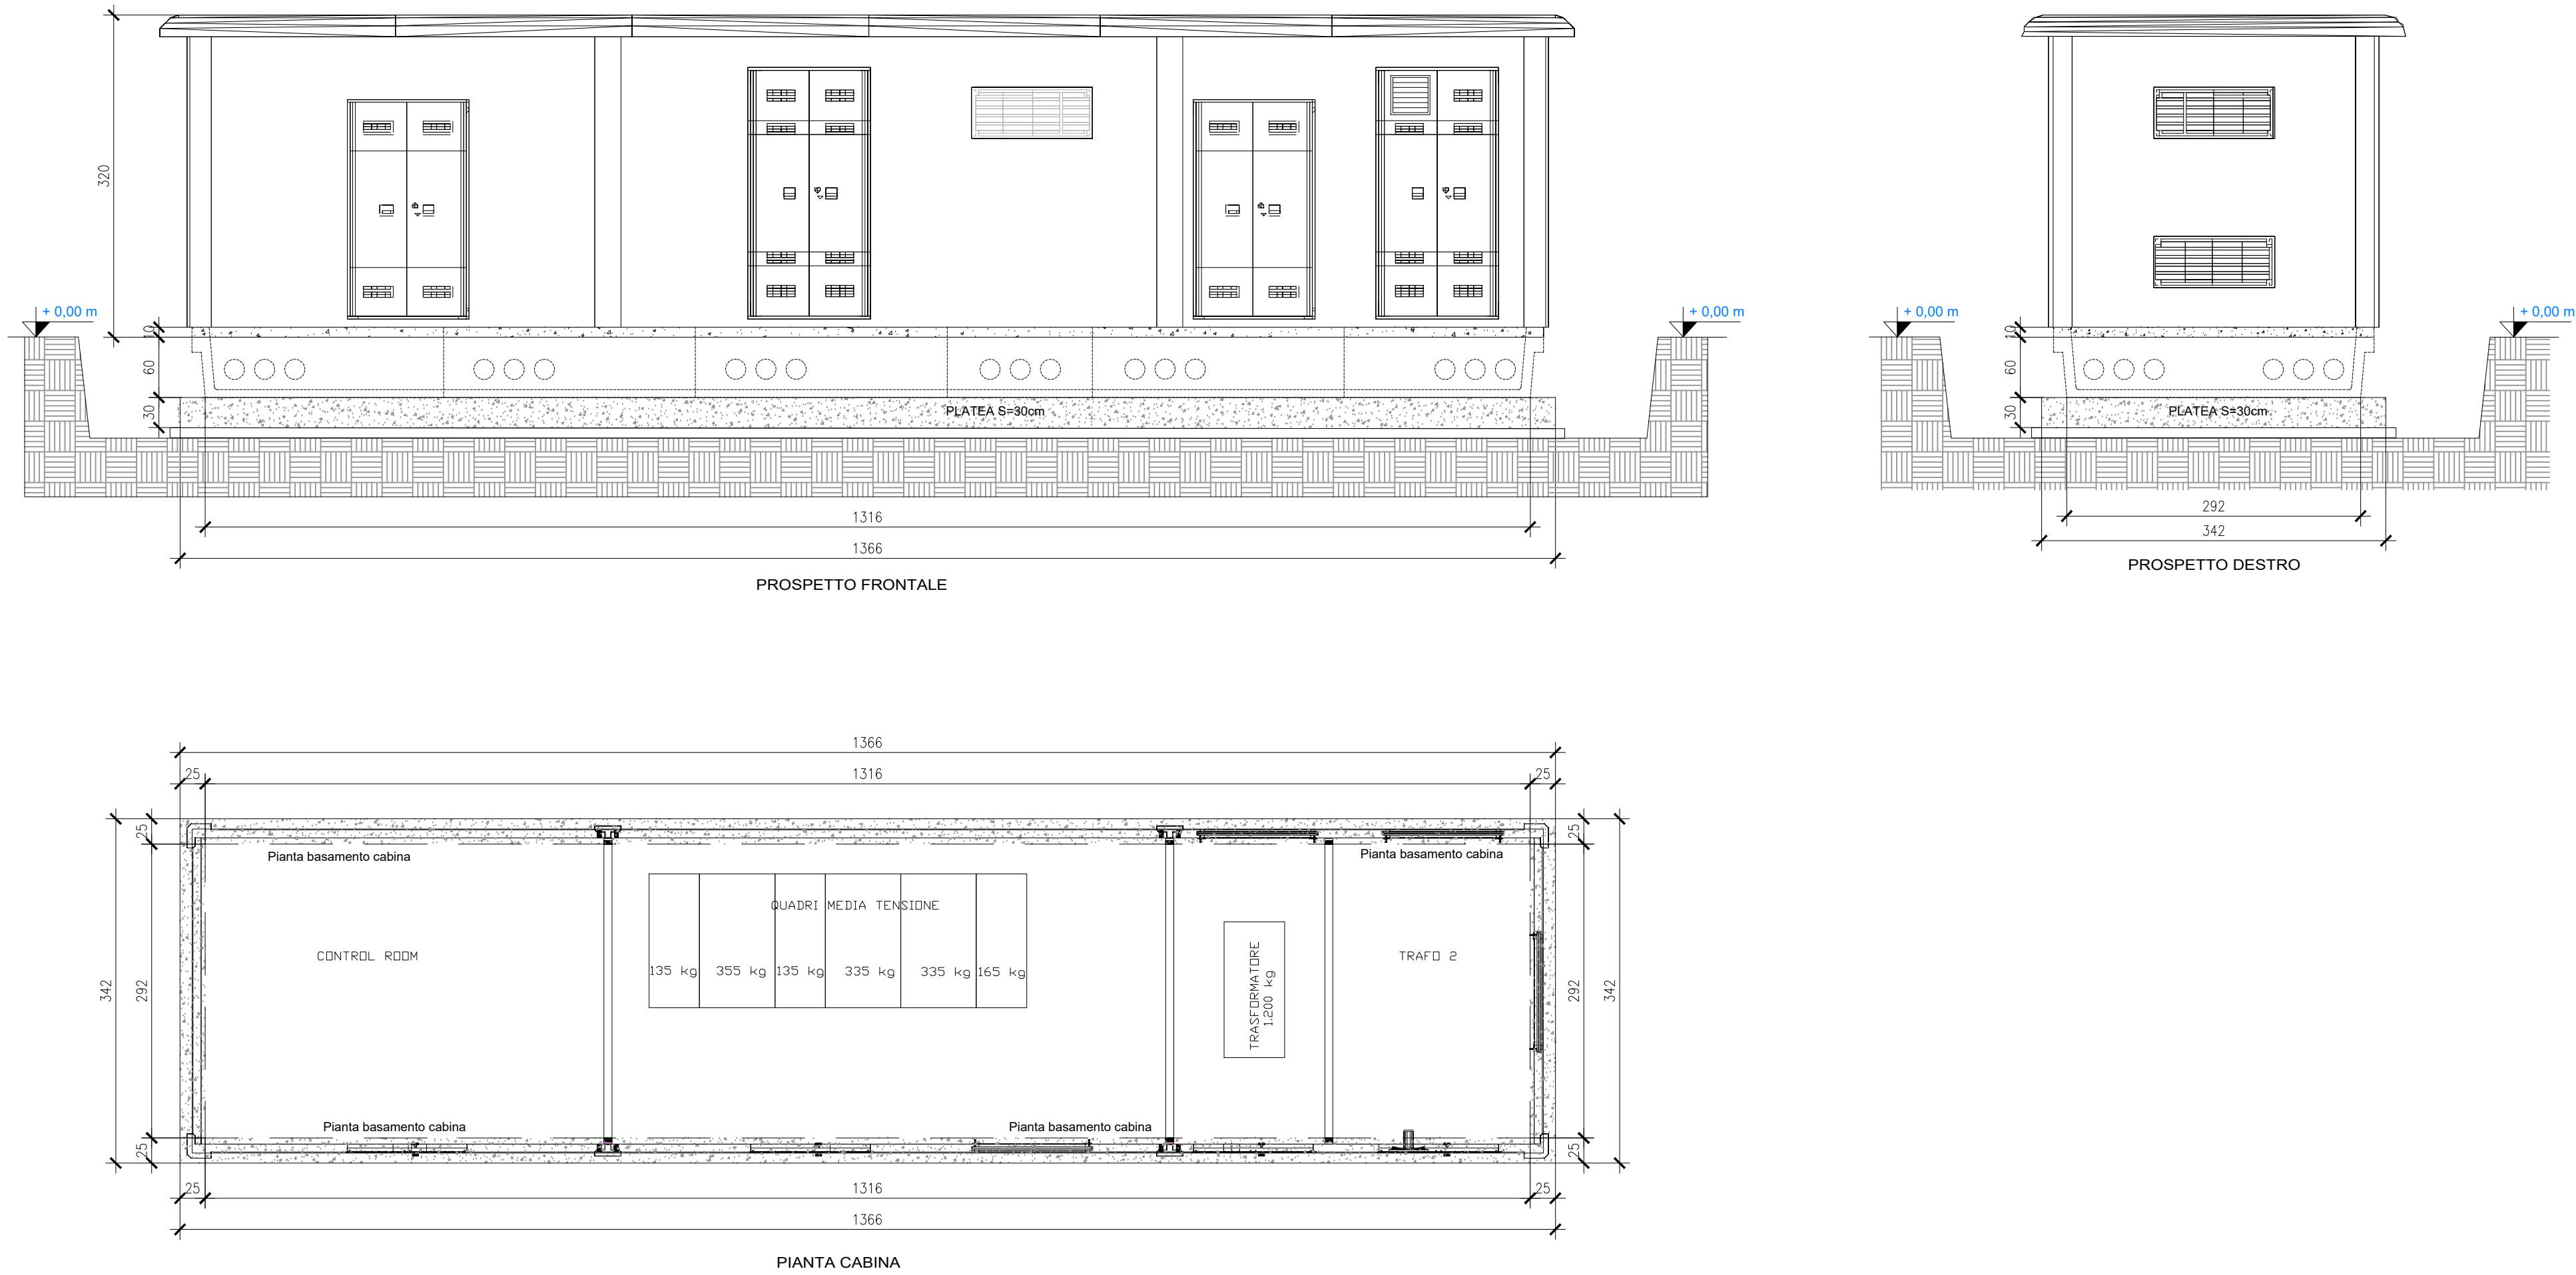 320
+ 0,00 m
10
60
30
PLATEA S=30cm
1316
1366
PROSPETTO FRONTALE
+ 0,00 m
+ 0,00 m
10
60
30
PLATEA S=30cm
292
342
PROSPETTO DESTRO
+ 0,00 m
1366
25
1316
25
342
25
292
25
Pianta basamento cabina
Pianta basamento cabina
QUADRI MEDIA TENSIONE
CONTROL ROOM
135 kg
355 kg
135 kg
335 kg
335 kg
165 kg
TRASFORMATORE
1.200 kg
TRAFO 2
25
292
25
342
Pianta basamento cabina
Pianta basamento cabina
25
1316
25
1366
PIANTA CABINA